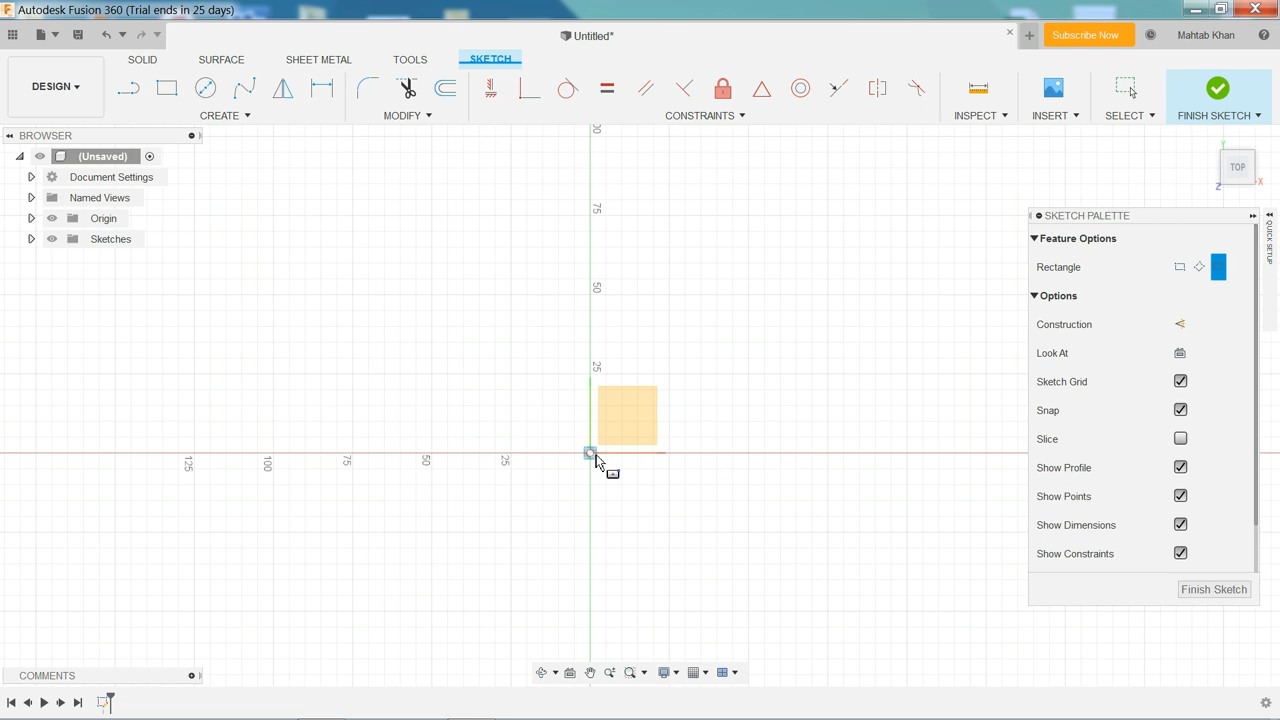 Autodesk Fusion 360 (Trial ends in 25 days)
Untitled*
Subscribe Now
Mahtab Khan
DESIGN
SOLID
SURFACE
SHEET METAL
TOOLS
SKETCH
CREATE
MODIFY
CONSTRAINTS
INSPECT
INSERT
SELECT
FINISH SKETCH
BROWSER
(Unsaved)
Document Settings
Named Views
Origin
Sketches
75
50
25
125
100
75
50
25
TOP
Y
X
Z
SKETCH PALETTE
QUICK SETUP
Feature Options
Rectangle
Options
Construction
Look At
Sketch Grid
Snap
Slice
Show Profile
Show Points
Show Dimensions
Show Constraints
Finish Sketch
COMMENTS